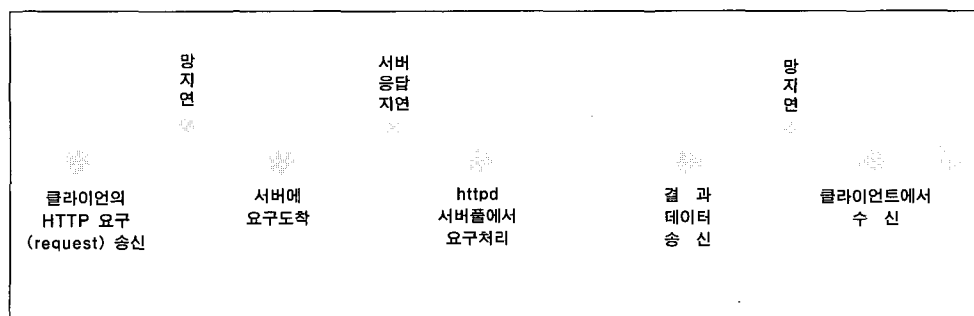 망
지
연
서버
응답
지연
망
지
연
클라이언의
HTTP 요구
(request) 송신
서버에
요구도착
httpd
서버풀에서
요구처리
결 과
데이터
송 신
클라이언트에서
수 신